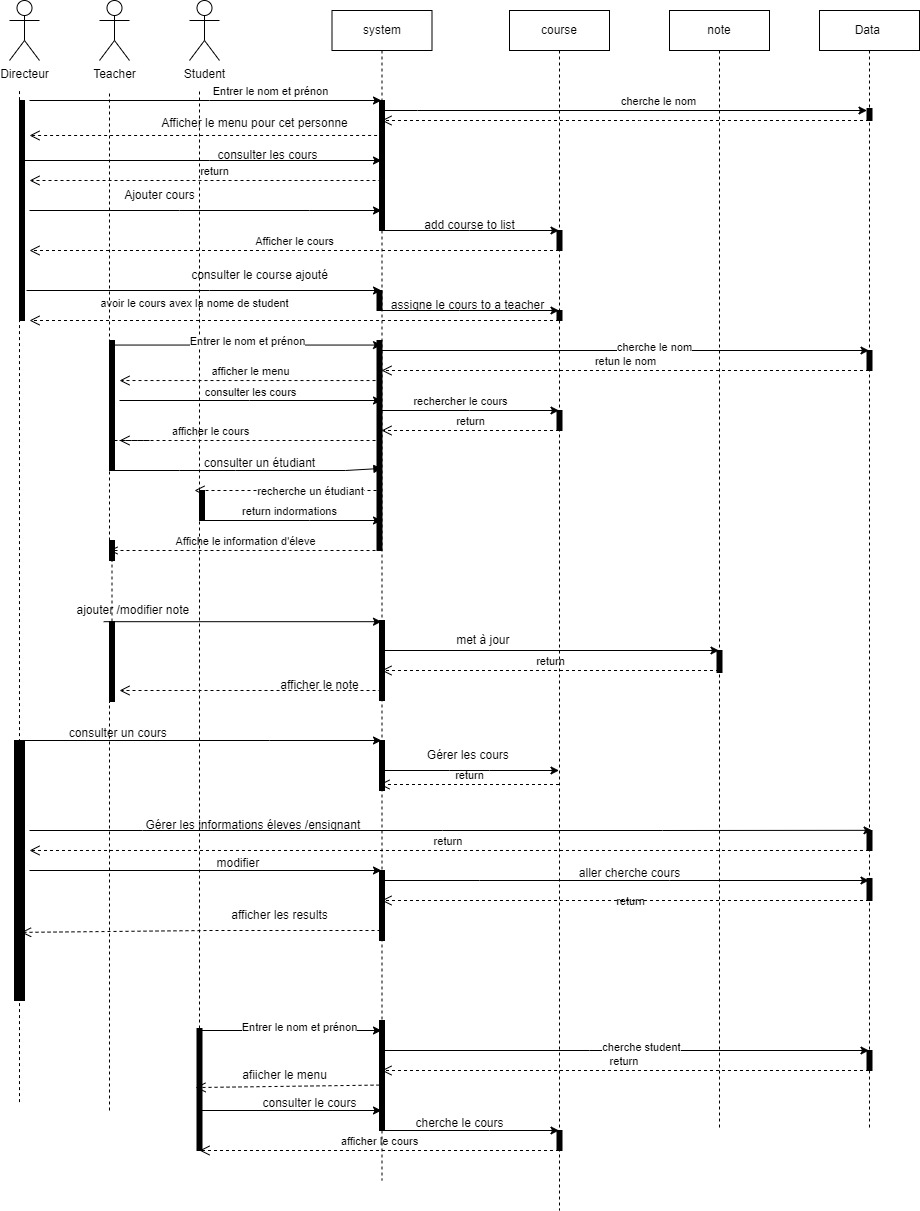 system
course
note
Data
Directeur
Teacher
Student
Entrer le nom et prénon
cherche le nom
Afficher le menu pour cet personne
consulter les cours
return
Ajouter cours
add course to list
Afficher le cours
consulter le course ajouté
avoir le cours avex la nome de student
assigne le cours to a teacher
Entrer le nom et prénon
cherche le nom
retun le nom
afficher le menu
consulter les cours
rechercher le cours
return
afficher le cours
consulter un étudiant
recherche un étudiant
return indormations
Affiche le information d'éleve
ajouter /modifier note
met à jour
return
afficher le note
consulter un cours
Gérer les cours
return
Gérer les informations éleves /ensignant
return
modifier
aller cherche cours
return
afficher les results
Entrer le nom et prénon
cherche student
return
afiicher le menu
consulter le cours
cherche le cours
afficher le cours